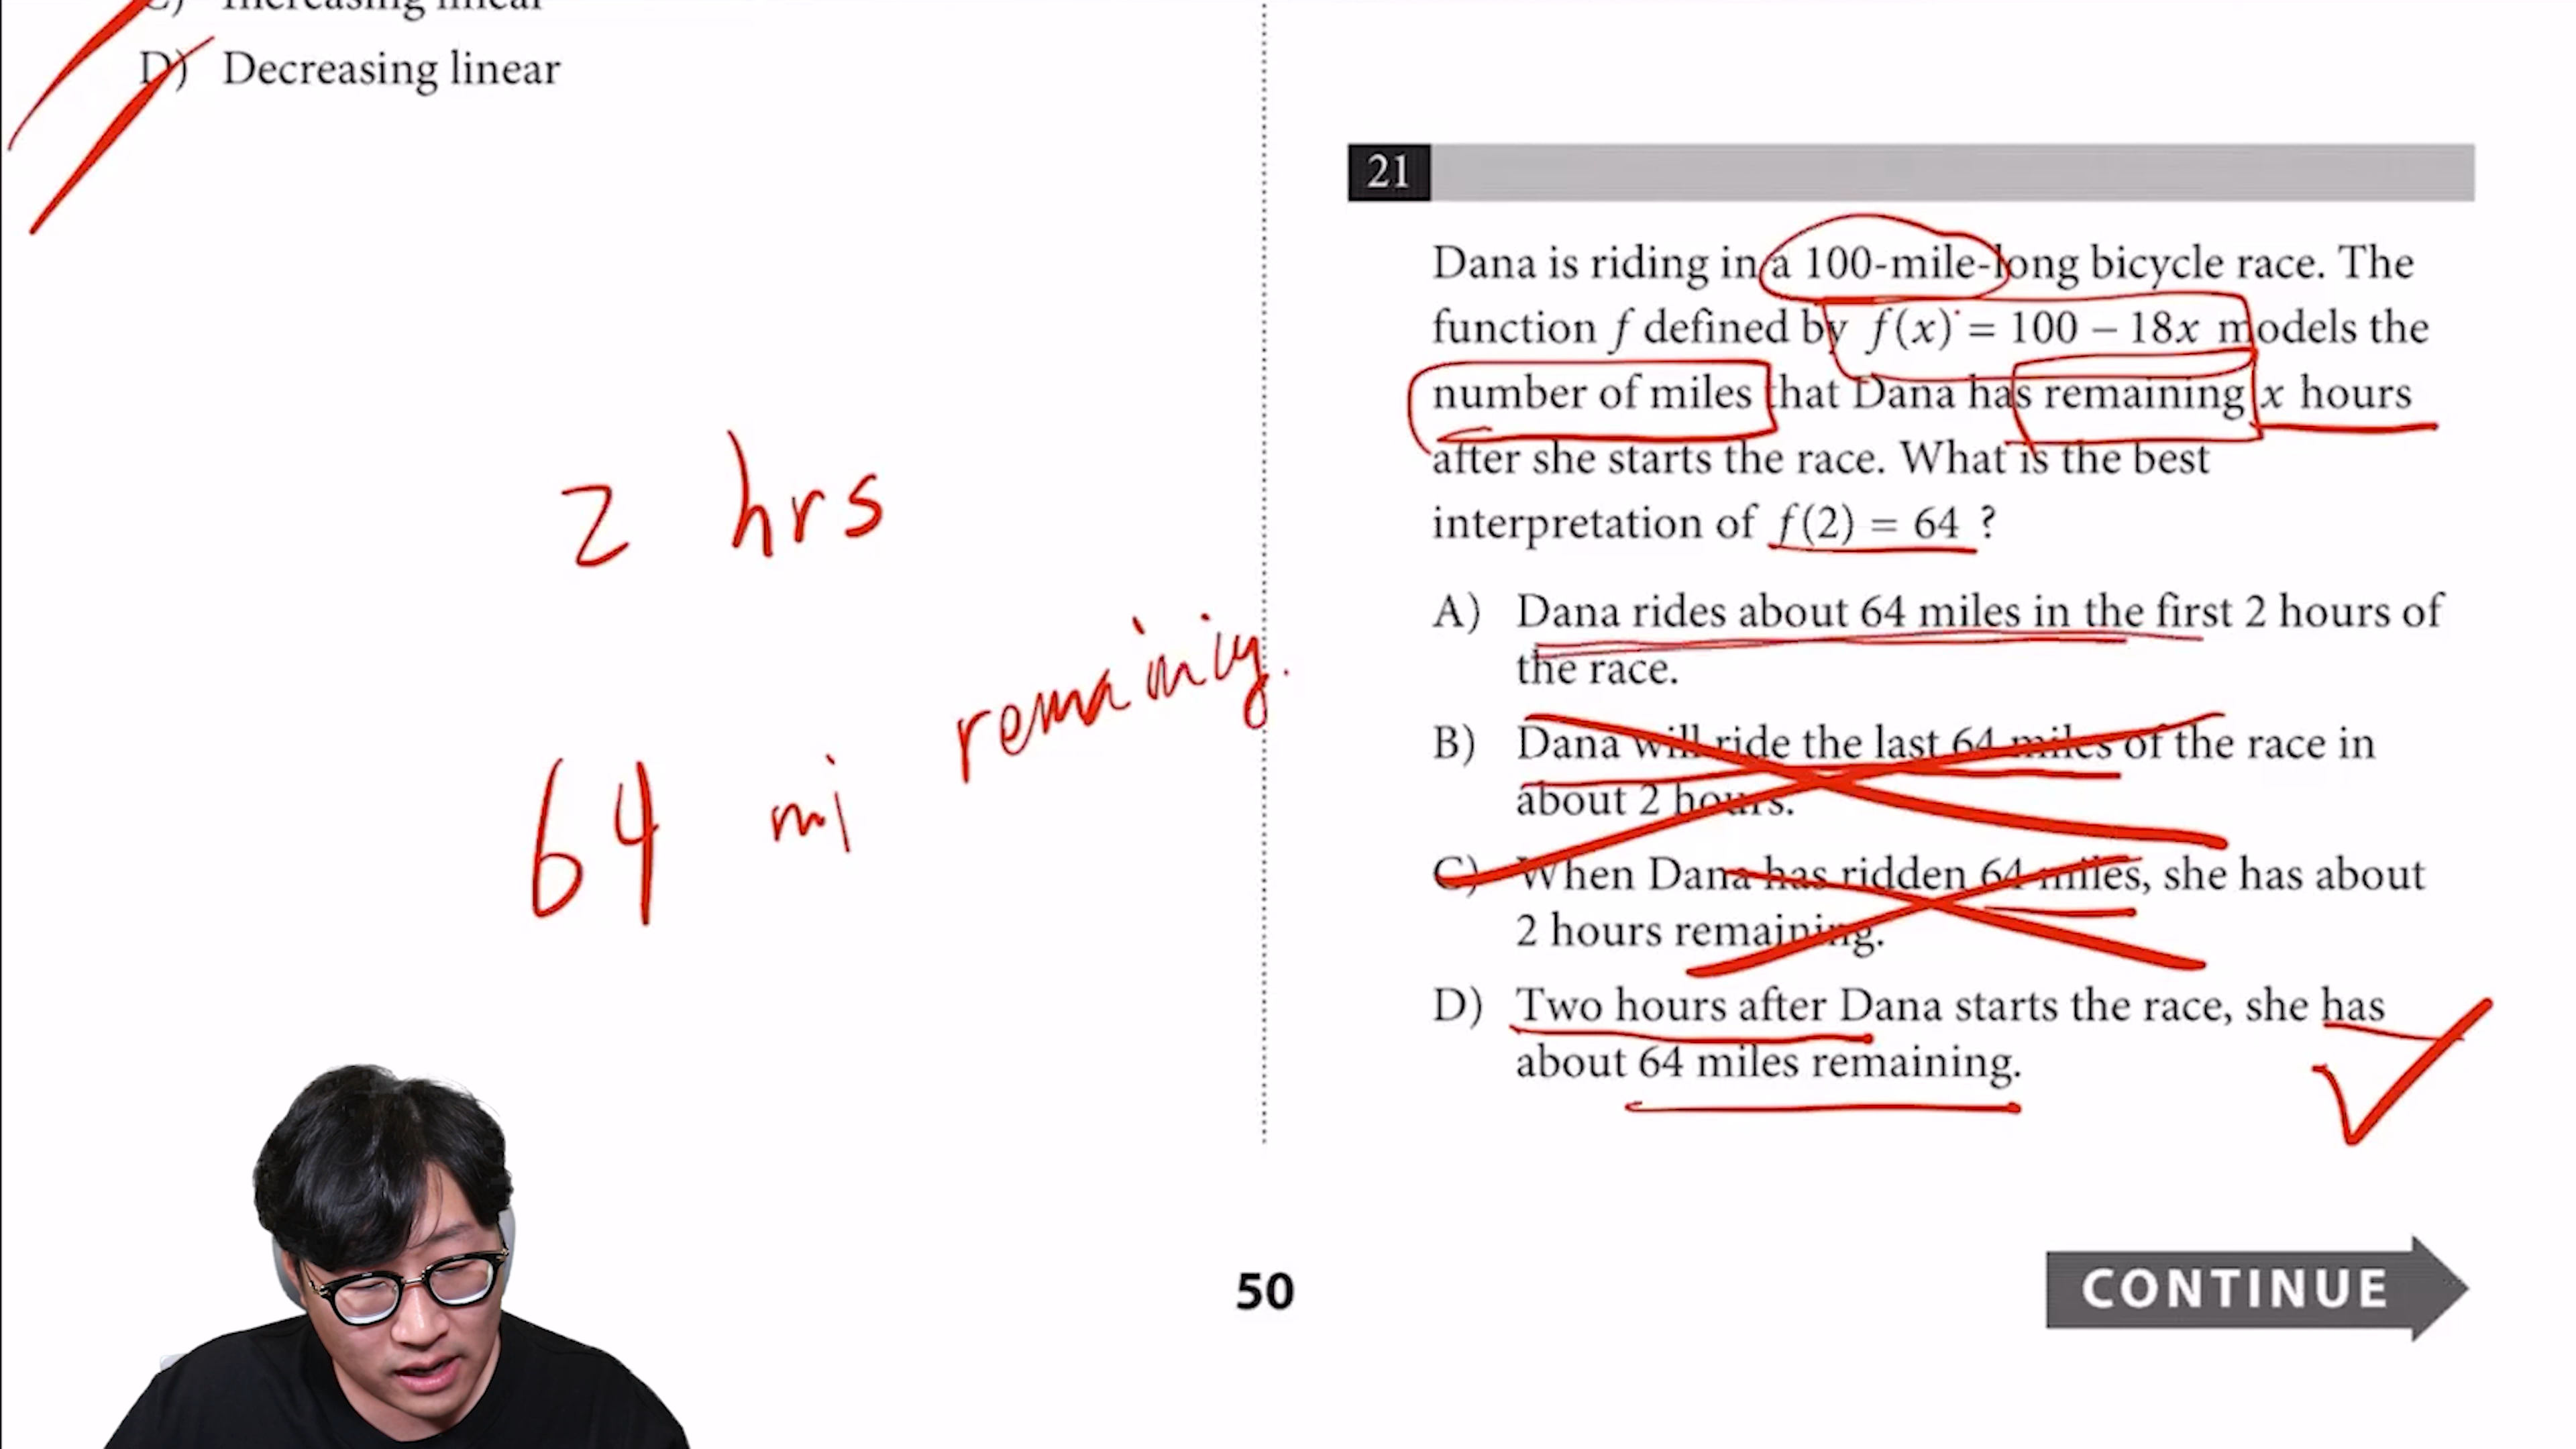 C) Increasing linear
D) Decreasing linear
2 hrs
64 mi remaining.
21
Dana is riding in a 100-mile-long bicycle race. The
function f defined by f(x) = 100 – 18x models the
number of miles that Dana has remaining x hours
after she starts the race. What is the best
interpretation of f(2) = 64 ?
A) Dana rides about 64 miles in the first 2 hours of
the race.
B) Dana will ride the last 64 miles of the race in
about 2 hours.
C) When Dana has ridden 64 miles, she has about
2 hours remaining.
D) Two hours after Dana starts the race, she has
about 64 miles remaining.
50
CONTINUE